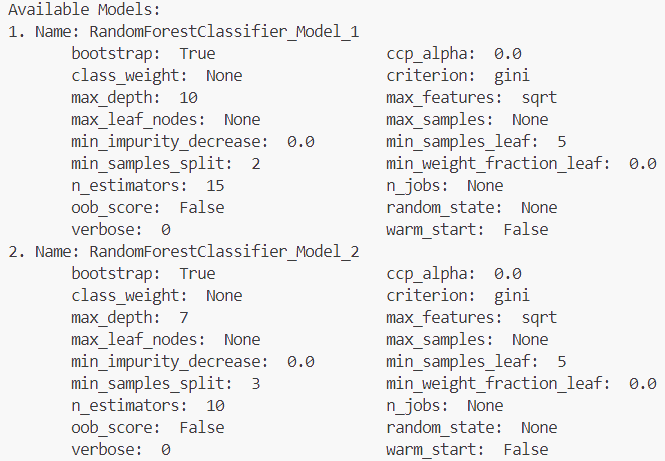 Available Models:
1. Name: RandomForestClassifier_Model_1
bootstrap: True ccp_alpha: 0.0
class_weight: None criterion: gini
max_depth: 10 max_features: sqrt
max_leaf_nodes: None max_samples: None
min_impurity_decrease: 0.0 min_samples_leaf: 5
min_samples_split: 2 min_weight_fraction_leaf: 0.0
n_estimators: 15 n_jobs: None
oob_score: False random_state: None
verbose: 0 warm_start: False
2. Name: RandomForestClassifier_Model_2
bootstrap: True ccp_alpha: 0.0
class_weight: None criterion: gini
max_depth: 7 max_features: sqrt
max_leaf_nodes: None max_samples: None
min_impurity_decrease: 0.0 min_samples_leaf: 5
min_samples_split: 3 min_weight_fraction_leaf: 0.0
n_estimators: 10 n_jobs: None
oob_score: False random_state: None
verbose: 0 warm_start: False